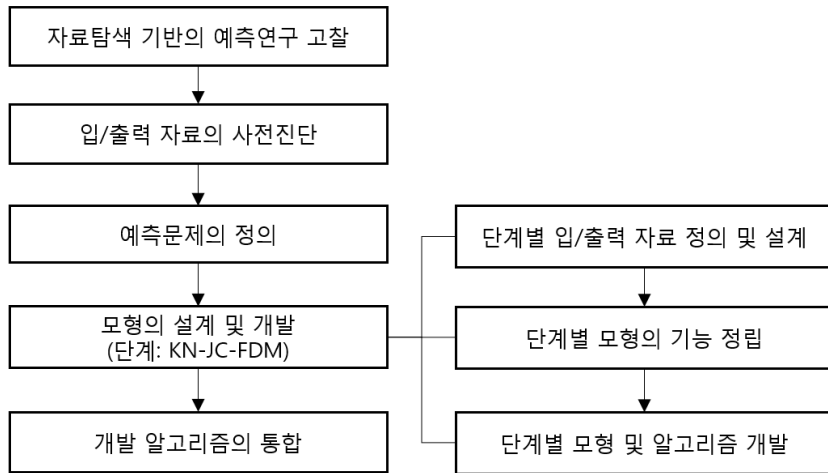 자료탐색 기반의 예측연구 고찰
입/출력 자료의 사전진단
예측문제의 정의
모형의 설계 및 개발
(단계: KN-JC-FDM)
개발 알고리즘의 통합
단계별 입/출력 자료 정의 및 설계
단계별 모형의 기능 정립
단계별 모형 및 알고리즘 개발